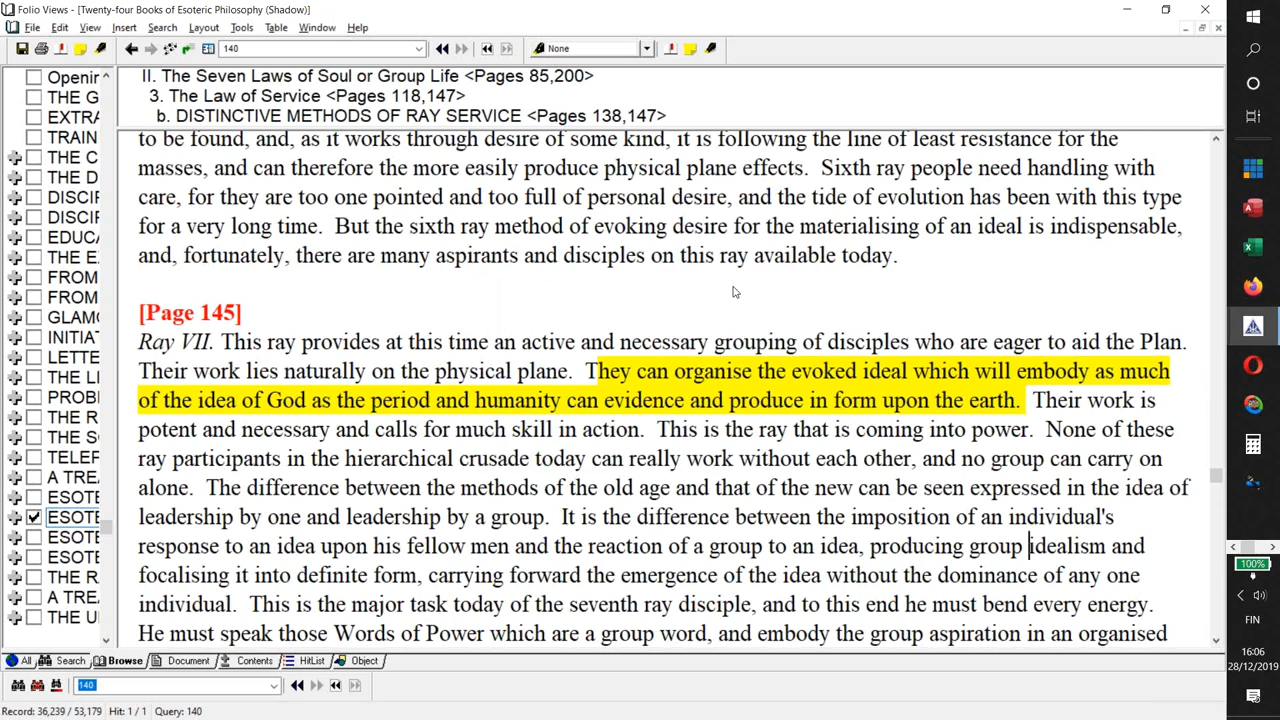 Folio Views - [Twenty-four Books of Esoteric Philosophy (Shadow)]
File Edit View Insert Search Layout Tools Table Window Help
140 None
Openin
THE G
EXTRA
TRAIN
THE C
THE D
DISCIF
DISCIF
EDUCA
THE E
FROM
FROM
GLAMO
INITIAT
LETTE
THE LI
PROBL
THE R
THE S
TELEP
A TREA
ESOTE
ESOTE
ESOTE
ESOTE
THE R
A TREA
THE U
II. The Seven Laws of Soul or Group Life <Pages 85,200>
3. The Law of Service <Pages 118,147>
b. DISTINCTIVE METHODS OF RAY SERVICE <Pages 138,147>
to be found, and, as it works through desire of some kind, it is following the line of least resistance for the
masses, and can therefore the more easily produce physical plane effects. Sixth ray people need handling with
care, for they are too one pointed and too full of personal desire, and the tide of evolution has been with this type
for a very long time. But the sixth ray method of evoking desire for the materialising of an ideal is indispensable,
and, fortunately, there are many aspirants and disciples on this ray available today.
[Page 145]
Ray VII. This ray provides at this time an active and necessary grouping of disciples who are eager to aid the Plan.
Their work lies naturally on the physical plane. They can organise the evoked ideal which will embody as much
of the idea of God as the period and humanity can evidence and produce in form upon the earth. Their work is
potent and necessary and calls for much skill in action. This is the ray that is coming into power. None of these
ray participants in the hierarchical crusade today can really work without each other, and no group can carry on
alone. The difference between the methods of the old age and that of the new can be seen expressed in the idea of
leadership by one and leadership by a group. It is the difference between the imposition of an individual's
response to an idea upon his fellow men and the reaction of a group to an idea, producing group idealism and
focalising it into definite form, carrying forward the emergence of the idea without the dominance of any one
individual. This is the major task today of the seventh ray disciple, and to this end he must bend every energy.
He must speak those Words of Power which are a group word, and embody the group aspiration in an organised
All Search Browse Document Contents HitList Object
140
Record: 36,239 / 53,179 Hit: 1 / 1 Query: 140
100%
FIN
16:06
28/12/2019